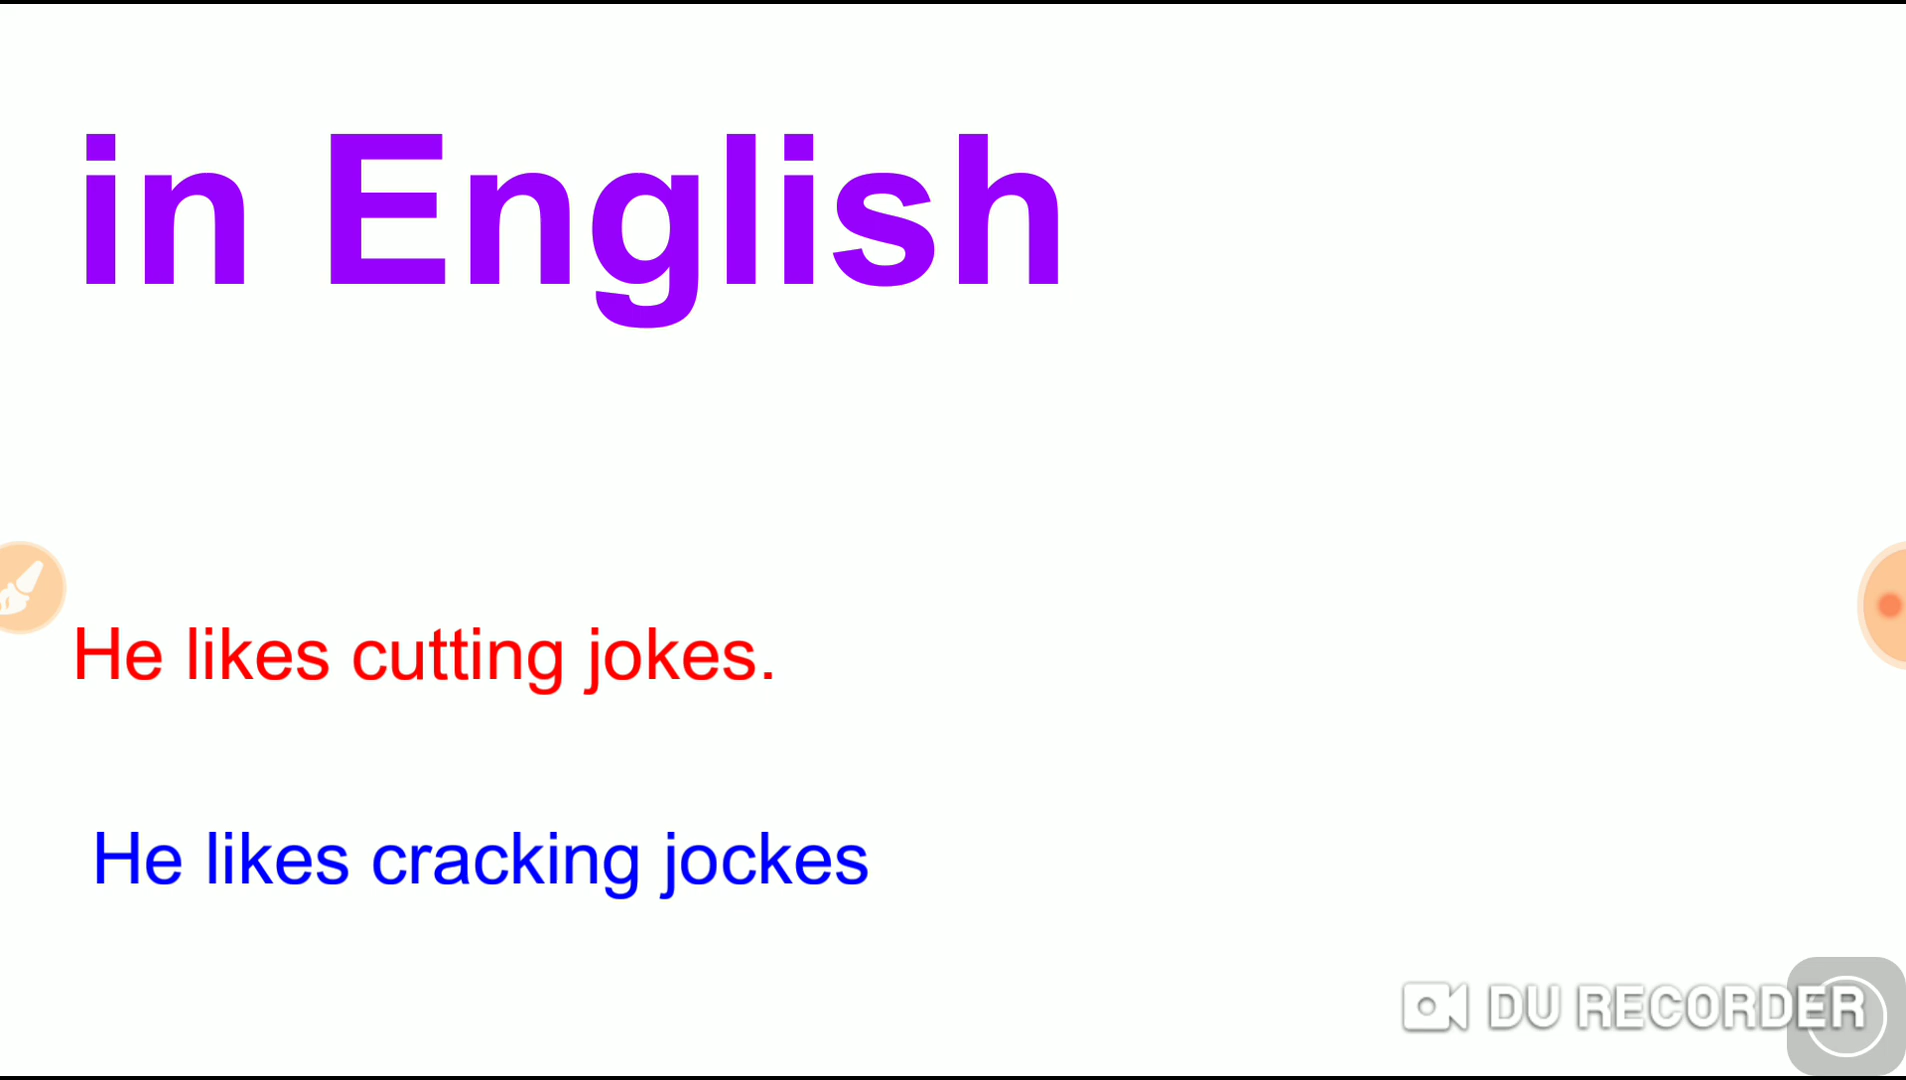 in English
He likes cutting jokes.
He likes cracking jockes
DU RECORDER